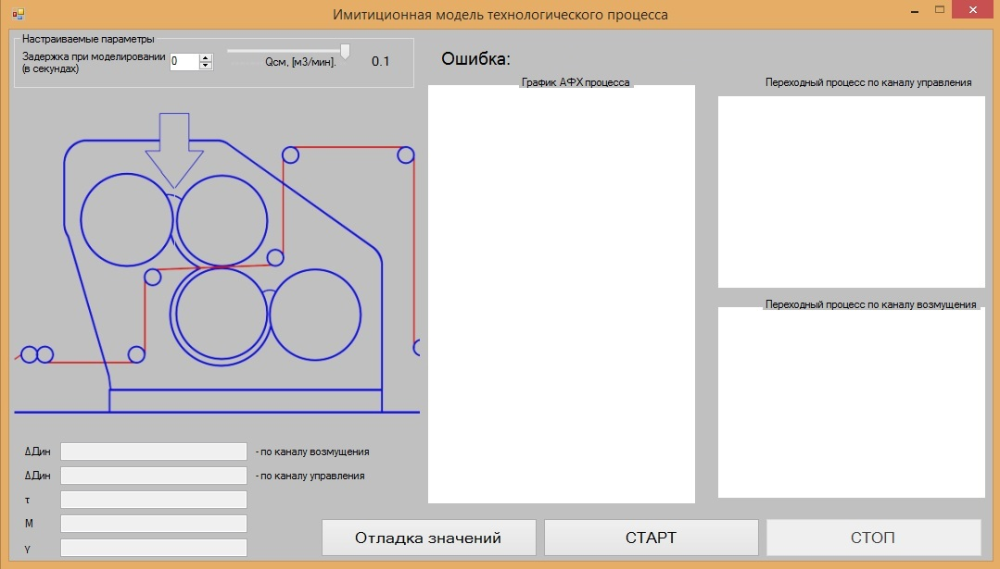 Имитиционная модель технологического процесса
Настраиваемые параметры
Задержка при моделировании
(в секундах)
0
Qсм, [м3/мин].
0.1
Ошибка:
График АФХ процесса
Переходный процесс по каналу управления
Переходный процесс по каналу возмущения
ΔДин
- по каналу возмущения
ΔДин
- по каналу управления
τ
M
γ
Отладка значений
СТАРТ
СТОП